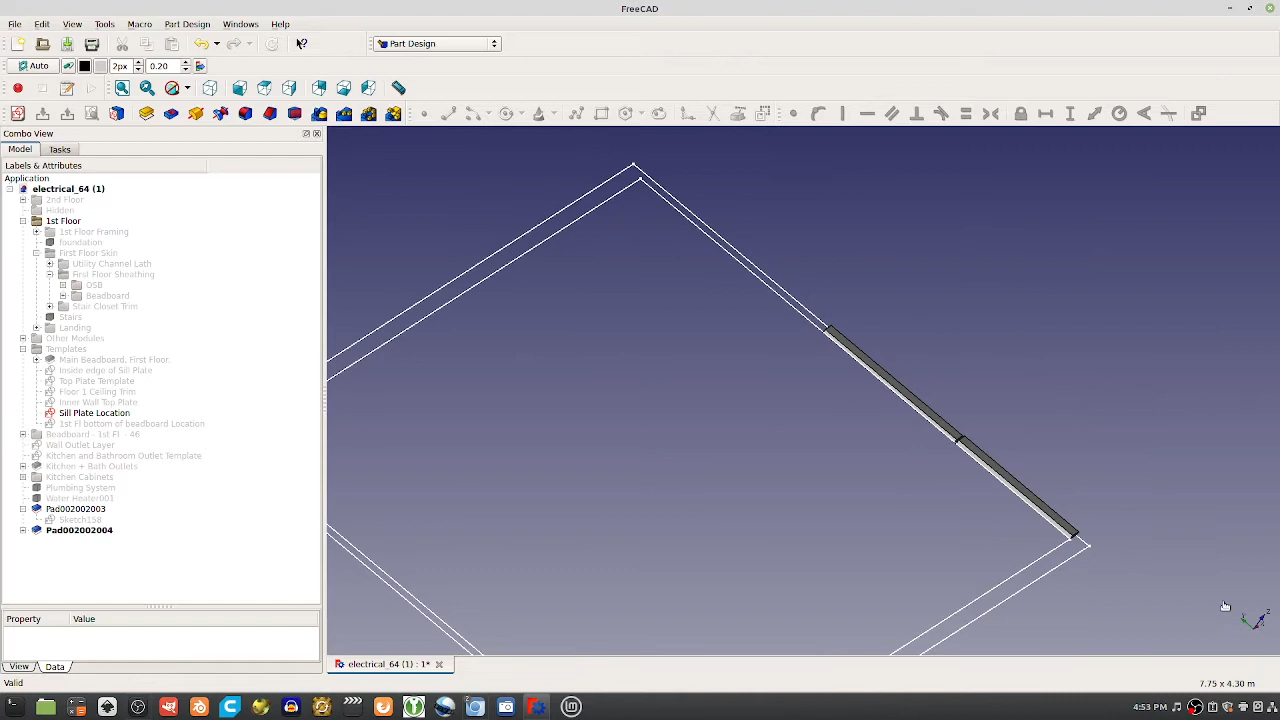 FreeCAD
File Edit View Tools Macro Part Design Windows Help
Part Design
Auto 2px 0.20
Combo View
Model Tasks
Labels & Attributes
Application
electrical_64 (1)
2nd Floor
Hidden
1st Floor
1st Floor Framing
foundation
First Floor Skin
Utility Channel Lath
First Floor Sheathing
OSB
Beadboard
Stair Closet Trim
Stairs
Landing
Other Modules
Templates
Main Beadboard, First Floor.
Inside edge of Sill Plate
Top Plate Template
Floor 1 Ceiling Trim
Inner Wall Top Plate
Sill Plate Location
1st Fl bottom of beadboard Location
Beadboard - 1st Fl - 46
Wall Outlet Layer
Kitchen and Bathroom Outlet Template
Kitchen + Bath Outlets
Kitchen Cabinets
Plumbing System
Water Heater001
Pad002002003
Sketch158
Pad002002004
Property Value
View Data
electrical_64 (1) : 1*
Valid
7.75 x 4.30 m
4:53 PM